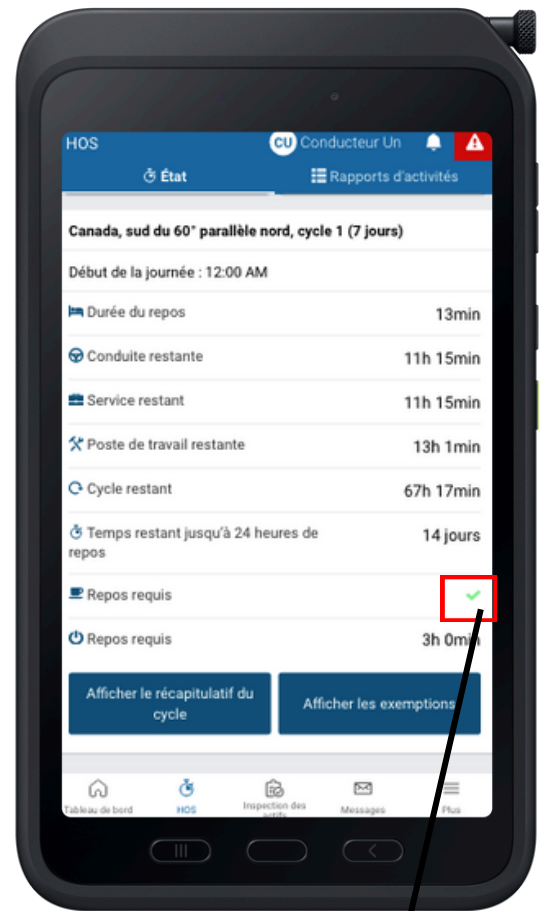 HOS
CU Conducteur Un
État
Rapports d'activités
Canada, sud du 60° parallèle nord, cycle 1 (7 jours)
Début de la journée : 12:00 AM
Durée du repos 13min
Conduite restante 11h 15min
Service restant 11h 15min
Poste de travail restante 13h 1min
Cycle restant 67h 17min
Temps restant jusqu'à 24 heures de 14 jours
repos
Repos requis
Repos requis 3h 0min
Afficher le récapitulatif du
cycle
Afficher les exemptions
Tableau de bord
HOS
Inspection des
actifs
Messages
Plus